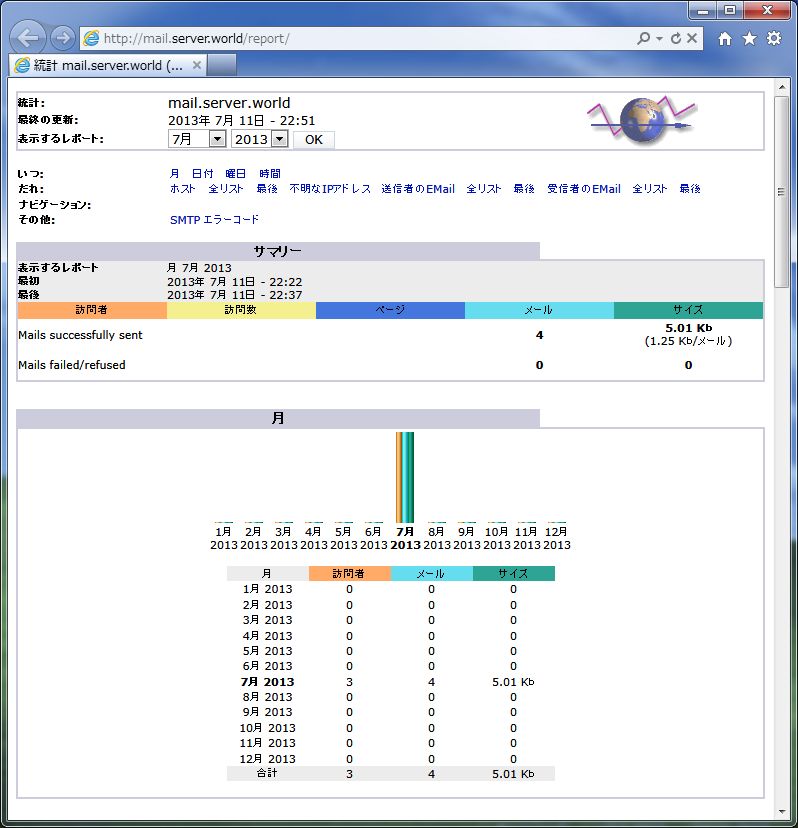 http://mail.server.world/report/
統計 mail.server.world (...
統計: mail.server.world
最終の更新: 2013年 7月 11日 - 22:51
表示するレポート: 7月 2013 OK
いつ: 月 日付 曜日 時間
だれ: ホスト 全リスト 最後 不明なIPアドレス 送信者のEMail 全リスト 最後 受信者のEMail 全リスト 最後
ナビゲーション:
その他: SMTP エラーコード
サマリー
表示するレポート 月 7月 2013
最初 2013年 7月 11日 - 22:22
最後 2013年 7月 11日 - 22:37
訪問者 訪問数 ページ メール サイズ
Mails successfully sent 4 5.01 Kb
(1.25 Kb/メール)
Mails failed/refused 0 0
月
1月 2月 3月 4月 5月 6月 7月 8月 9月 10月 11月 12月
2013 2013 2013 2013 2013 2013 2013 2013 2013 2013 2013 2013
月 訪問者 メール サイズ
1月 2013 0 0 0
2月 2013 0 0 0
3月 2013 0 0 0
4月 2013 0 0 0
5月 2013 0 0 0
6月 2013 0 0 0
7月 2013 3 4 5.01 Kb
8月 2013 0 0 0
9月 2013 0 0 0
10月 2013 0 0 0
11月 2013 0 0 0
12月 2013 0 0 0
合計 3 4 5.01 Kb